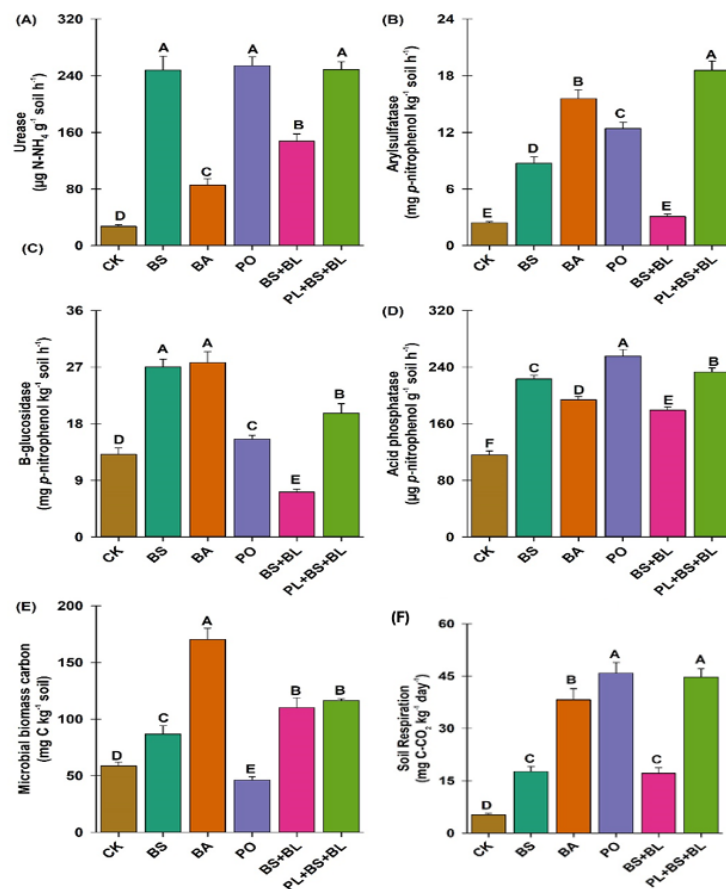 (A)
Urease
(µg N-NH₄ g⁻¹ soil h⁻¹)
320
240
160
80
0
D
A
C
A
B
A
CK
BS
BA
PO
BS+BL
PL+BS+BL
(B)
Arylsulfatase
(mg p-nitrophenol kg⁻¹ soil h⁻¹)
24
18
12
6
0
E
D
B
C
E
A
CK
BS
BA
PO
BS+BL
PL+BS+BL
(C)
B-glucosidase
(mg p-nitrophenol kg⁻¹ soil h⁻¹)
36
27
18
9
0
D
A
A
C
E
B
CK
BS
BA
PO
BS+BL
PL+BS+BL
(D)
Acid phosphatase
(µg p-nitrophenol g⁻¹ soil h⁻¹)
320
240
160
80
0
F
C
D
A
E
B
CK
BS
BA
PO
BS+BL
PL+BS+BL
(E)
Microbial biomass carbon
(mg C kg⁻¹ soil)
200
150
100
50
0
D
C
A
E
B
B
CK
BS
BA
PO
BS+BL
PL+BS+BL
(F)
Soil Respiration
(mg C-CO₂ kg⁻¹ day⁻¹)
60
45
30
15
0
D
C
B
A
C
A
CK
BS
BA
PO
BS+BL
PL+BS+BL